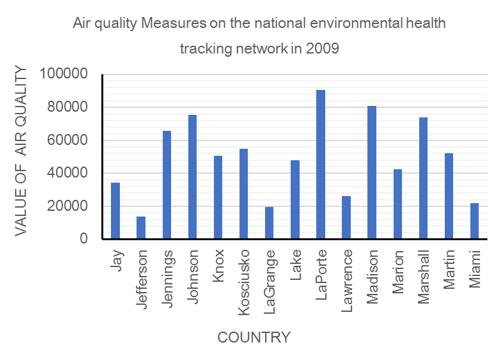 Air quality Measures on the national environmental health
tracking network in 2009
VALUE OF AIR QUALITY
100000
80000
60000
40000
20000
0
Jay
Jefferson
Jennings
Johnson
Knox
Kosciusko
LaGrange
Lake
LaPorte
Lawrence
Madison
Marion
Marshall
Martin
Miami
COUNTRY